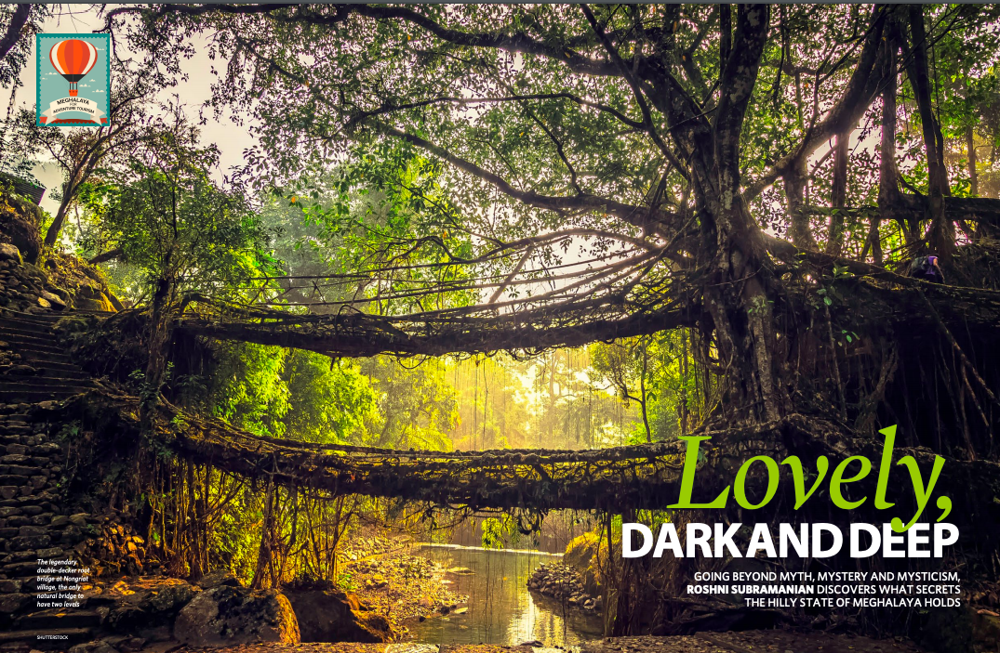 MEGHALAYA
ADVENTURE TOURISM
Lovely,
DARK AND DEEP
GOING BEYOND MYTH, MYSTERY AND MYSTICISM,
ROSHNI SUBRAMANIAN DISCOVERS WHAT SECRETS
THE HILLY STATE OF MEGHALAYA HOLDS
The legendary,
double-decker root
bridge at Nongriat
village, the only
natural bridge to
have two levels
SHUTTERSTOCK